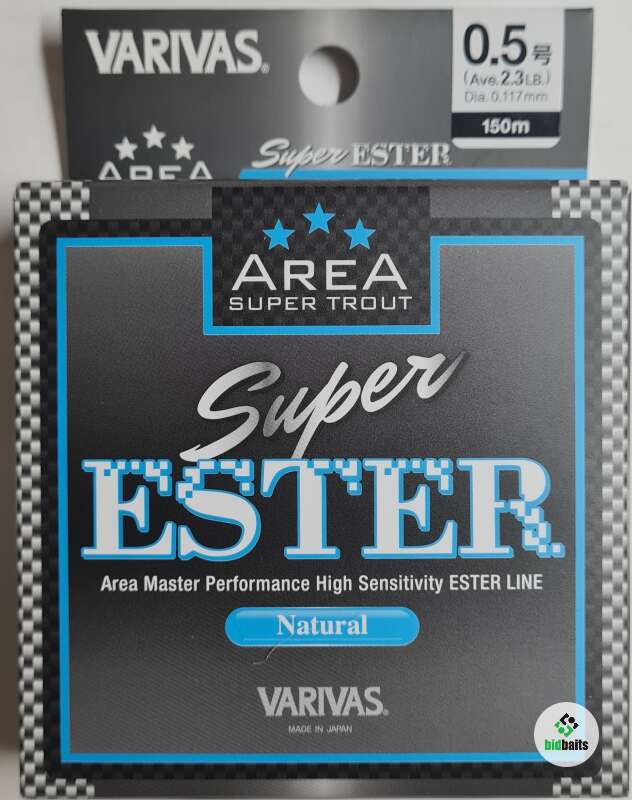 VARIVAS®
0.5号
(Ave.2.3LB.)
Dia. 0.117mm
150m
Super ESTER
AREA
AREA
SUPER TROUT
Super
ESTER
Area Master Performance High Sensitivity ESTER LINE
Natural
VARIVAS®
MADE IN JAPAN
bidbaits